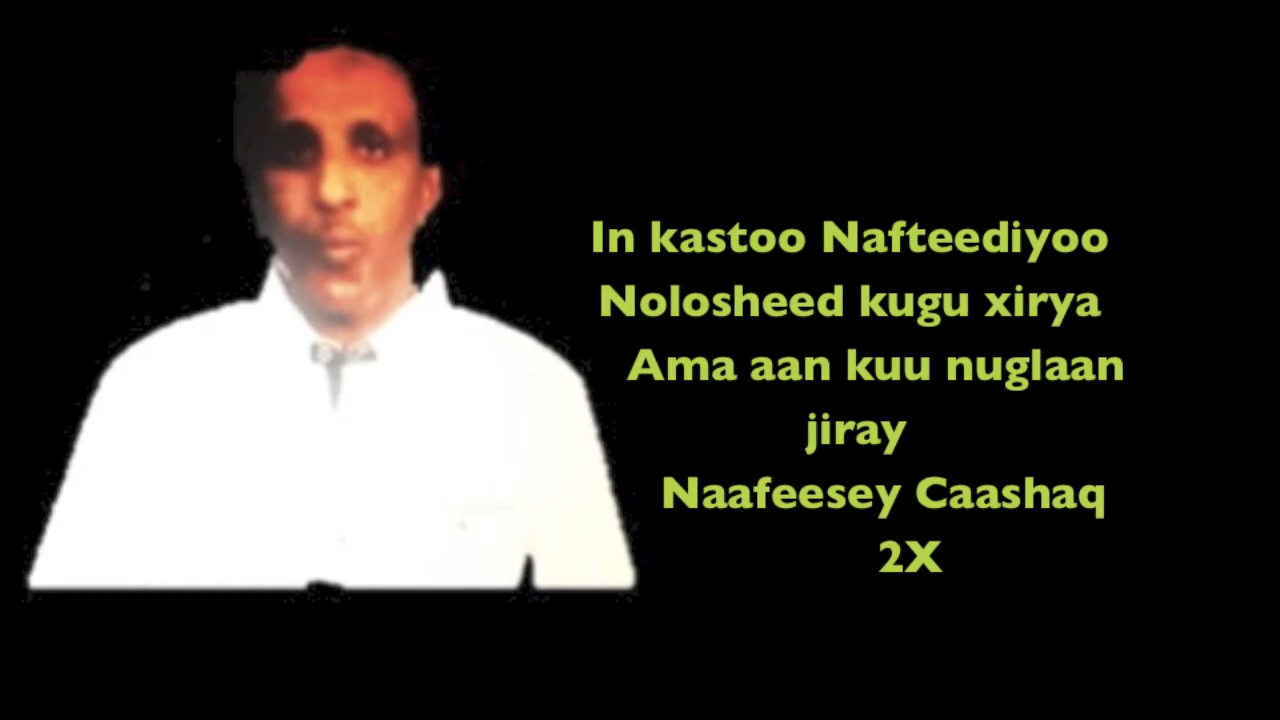 In kastoo Nafteediyoo
Nolosheed kugu xirya
Ama aan kuu nuglaan
jiray
Naafeesey Caashaq
2X